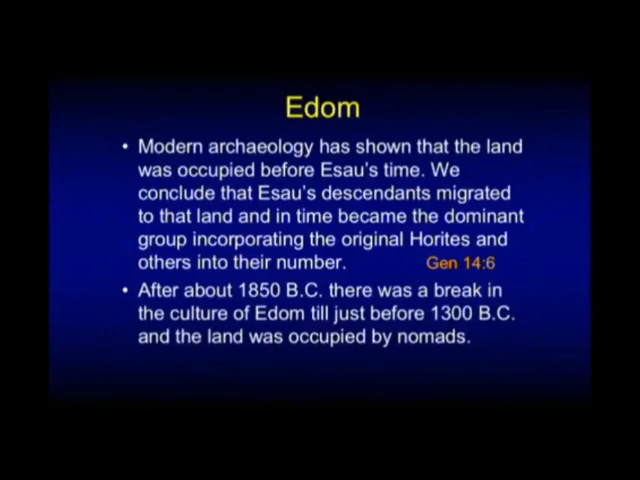 Edom
• Modern archaeology has shown that the land
was occupied before Esau's time. We
conclude that Esau's descendants migrated
to that land and in time became the dominant
group incorporating the original Horites and
others into their number. Gen 14:6
• After about 1850 B.C. there was a break in
the culture of Edom till just before 1300 B.C.
and the land was occupied by nomads.